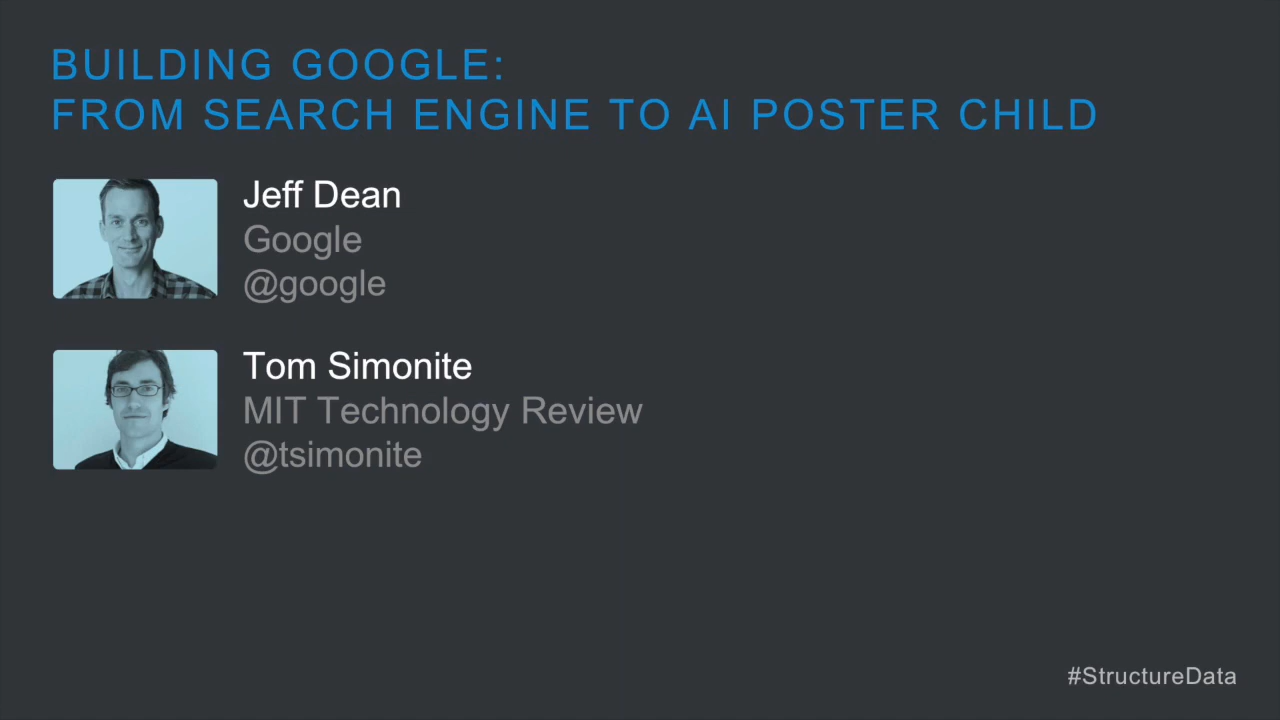 BUILDING GOOGLE:
FROM SEARCH ENGINE TO AI POSTER CHILD
Jeff Dean
Google
@google
Tom Simonite
MIT Technology Review
@tsimonite
#StructureData